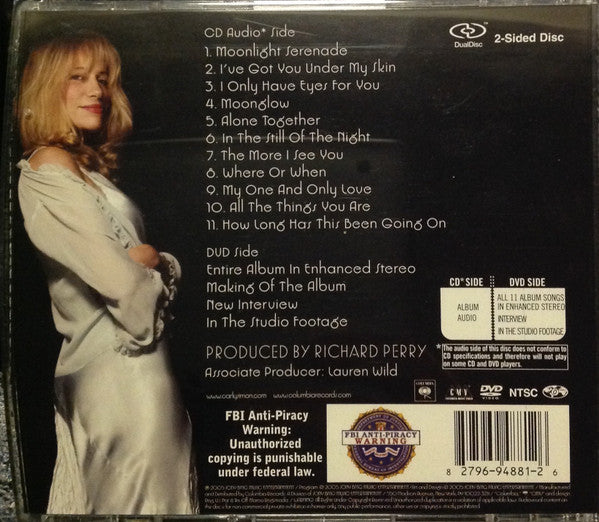 CD Audio* Side
1. Moonlight Serenade
2. I've Got You Under My Skin
3. I Only Have Eyes For You
4. Moonglow
5. Alone Together
6. In The Still Of The Night
7. The More I See You
8. Where Or When
9. My One And Only Love
10. All The Things You Are
11. How Long Has This Been Going On
DVD Side
Entire Album In Enhanced Stereo
Making Of The Album
New Interview
In The Studio Footage
PRODUCED BY RICHARD PERRY
Associate Producer: Lauren Wild
www.carlysimon.com www.columbiarecords.com
FBI Anti-Piracy
Warning:
Unauthorized
copying is punishable
under federal law.
DualDisc
2-Sided Disc
CD* SIDE
DVD SIDE
ALBUM
AUDIO
ALL 11 ALBUM SONGS
IN ENHANCED STEREO
INTERVIEW
IN THE STUDIO FOOTAGE
*The audio side of this disc does not conform to
CD specifications and therefore will not play
on some CD and DVD players.
COLUMBIA
CMV
DVD
VIDEO
NTSC
FBI ANTI-PIRACY
WARNING
8 2796-94881-2 6